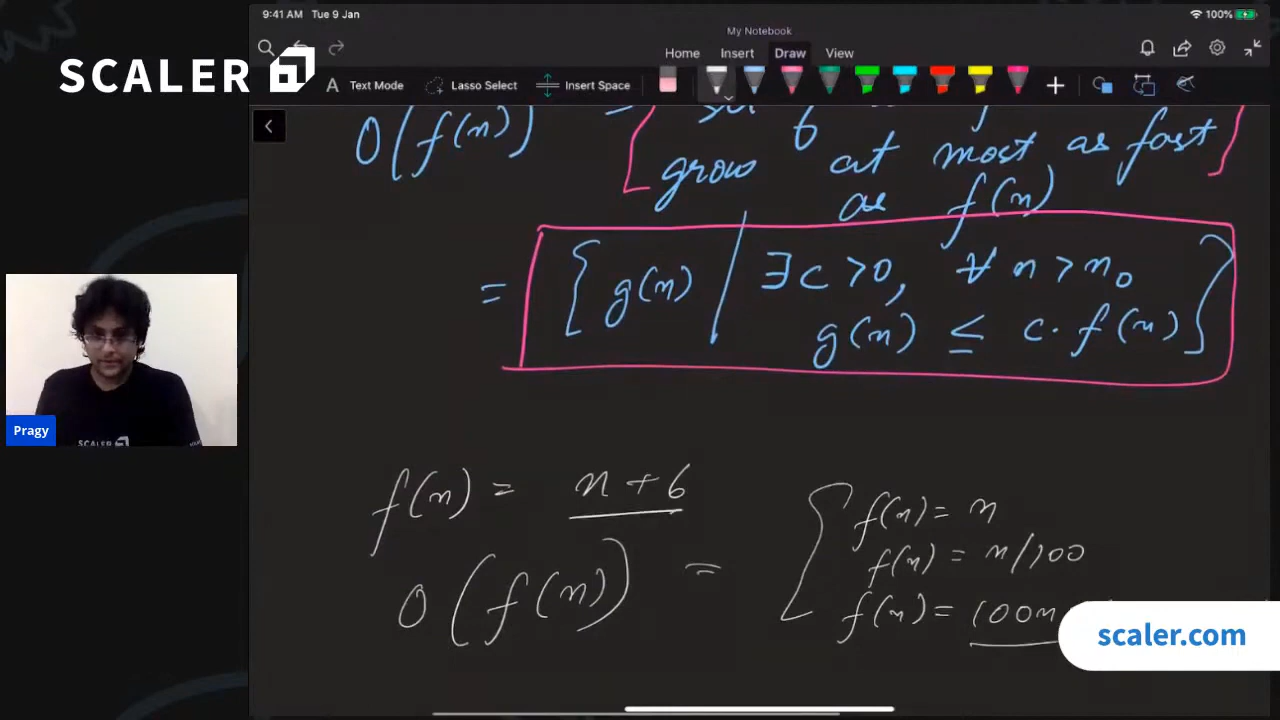 9:41 AM Tue 9 Jan
100%
My Notebook
Home Insert Draw View
SCALER
A Text Mode Lasso Select Insert Space
O(f(n)) =
grow at most as fast
as f(n)
= { g(n) | ∃ c > 0, ∀ n > n₀
g(n) ≤ c. f(n) }
SCALER
Pragy
f(n) = n + 6
O(f(n)) = { f(n) = n
f(n) = n/100
f(n) = 100n
scaler.com